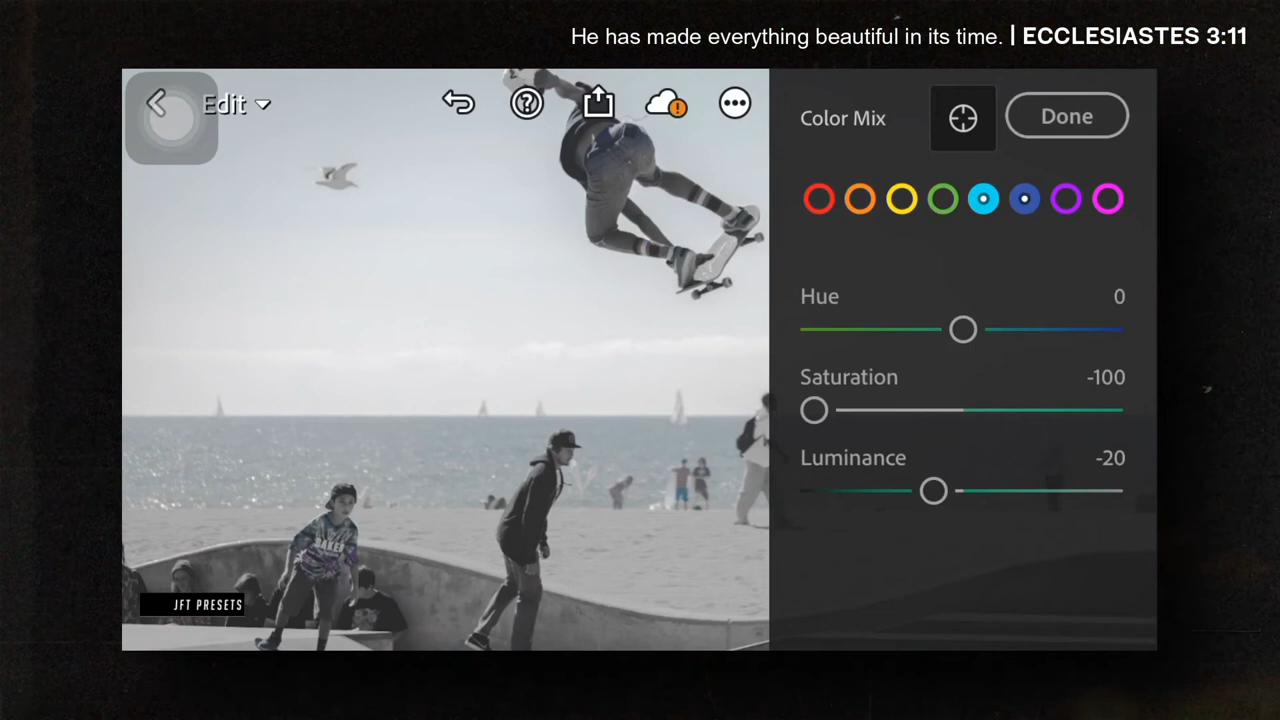 He has made everything beautiful in its time. | ECCLESIASTES 3:11
Edit
Color Mix
Done
Hue
0
Saturation
-100
Luminance
-20
BAKER
JFT PRESETS